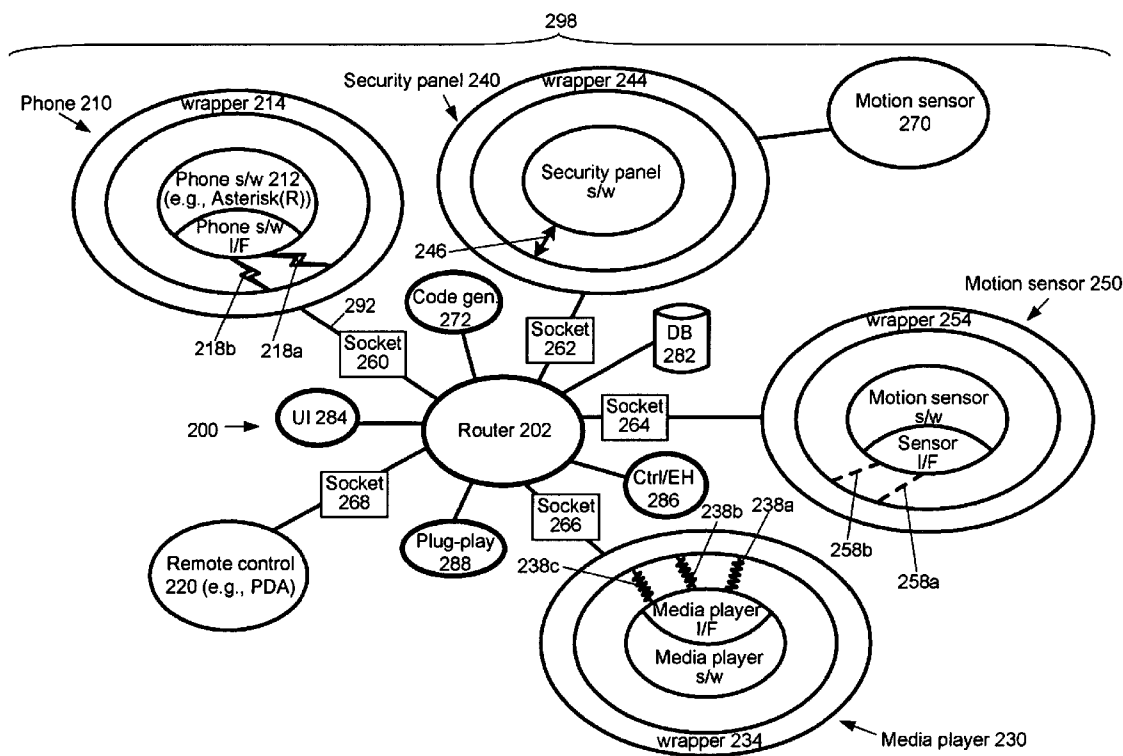 298
Security panel 240
wrapper 244
Motion sensor
270
Phone 210
wrapper 214
Phone s/w 212
(e.g., Asterisk(R))
Phone s/w
I/F
Security panel
s/w
246
218b
218a
292
Code gen.
272
Socket
260
Socket
262
DB
282
Motion sensor 250
wrapper 254
Motion sensor
s/w
Sensor
I/F
258b
258a
200
UI 284
Router 202
Socket
264
Socket
268
Ctrl/EH
286
Socket
266
Plug-play
288
Remote control
220 (e.g., PDA)
238c
238b
238a
Media player
I/F
Media player
s/w
wrapper 234
Media player 230